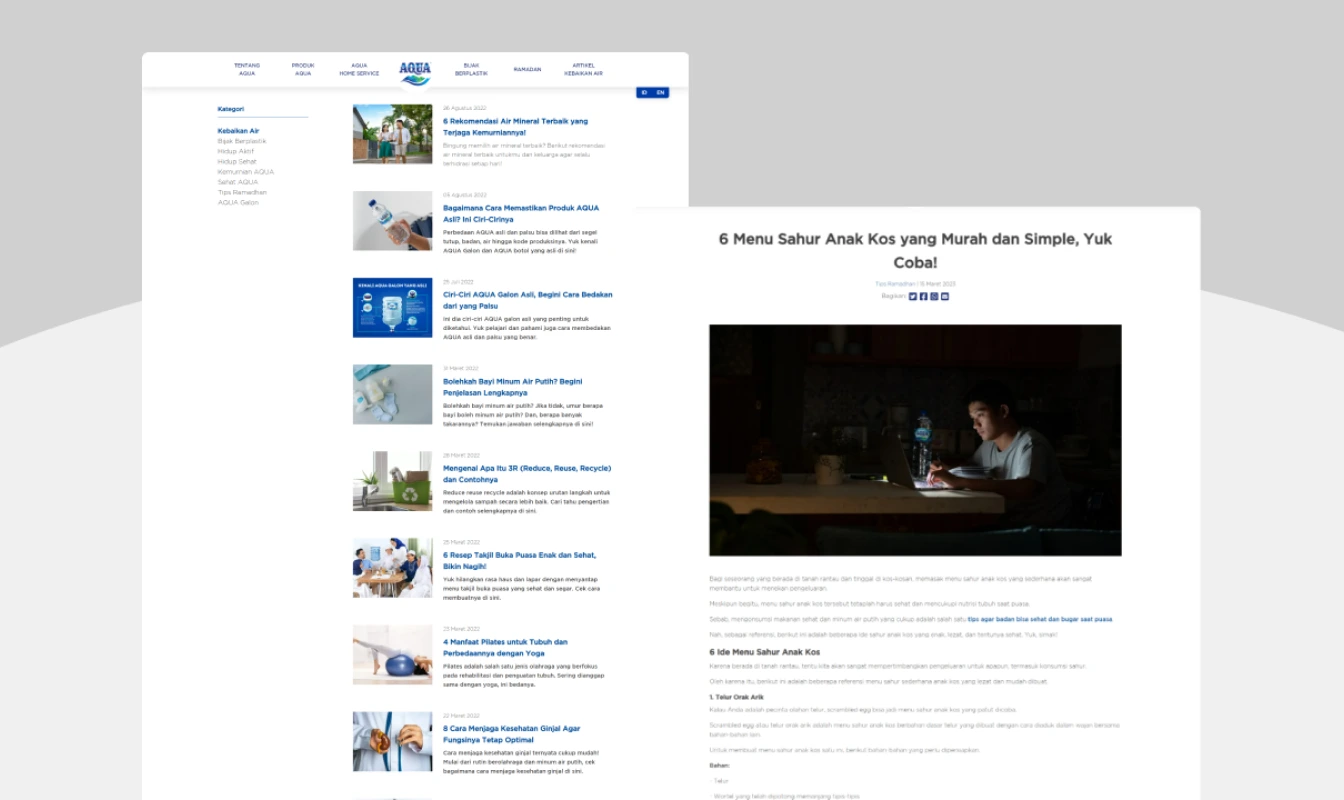 TENTANG
AQUA
PRODUK
AQUA
AQUA
HOME SERVICE
AQUA
BIJAK
BERPLASTIK
RAMADAN
ARTIKEL
KEBAIKAN AIR
ID EN
Kategori
Kebaikan Air
Bijak Berplastik
Hidup Aktif
Hidup Sehat
Kemurnian AQUA
Sehat AQUA
Tips Ramadhan
AQUA Galon
26 Agustus 2022
6 Rekomendasi Air Mineral Terbaik yang
Terjaga Kemurniannya!
Bingung memilih air mineral terbaik? Berikut rekomendasi
air mineral terbaik untukmu dan keluarga agar selalu
terhidrasi setiap hari!
05 Agustus 2022
Bagaimana Cara Memastikan Produk AQUA
Asli? Ini Ciri-Cirinya
Perbedaan AQUA asli dan palsu bisa dilihat dari segel
tutup, badan, air hingga kode produksinya. Yuk kenali
AQUA Galon dan AQUA botol yang asli di sini!
KENALI AQUA GALON YANG ASLI
25 Juli 2022
Ciri-Ciri AQUA Galon Asli, Begini Cara Bedakan
dari yang Palsu
Ini dia ciri-ciri AQUA galon asli yang penting untuk
diketahui. Yuk pelajari dan pahami juga cara membedakan
AQUA asli dan palsu yang benar.
31 Maret 2022
Bolehkah Bayi Minum Air Putih? Begini
Penjelasan Lengkapnya
Bolehkah bayi minum air putih? Jika tidak, umur berapa
bayi boleh minum air putih? Dan, berapa banyak
takarannya? Temukan jawaban selengkapnya di sini!
28 Maret 2022
Mengenal Apa Itu 3R (Reduce, Reuse, Recycle)
dan Contohnya
Reduce reuse recycle adalah konsep urutan langkah untuk
mengelola sampah secara lebih baik. Cari tahu pengertian
dan contoh selengkapnya di sini.
25 Maret 2022
6 Resep Takjil Buka Puasa Enak dan Sehat,
Bikin Nagih!
Yuk hilangkan rasa haus dan lapar dengan menyantap
menu takjil buka puasa yang sehat dan segar. Cek cara
membuatnya di sini.
23 Maret 2022
4 Manfaat Pilates untuk Tubuh dan
Perbedaannya dengan Yoga
Pilates adalah salah satu jenis olahraga yang berfokus
pada rehabilitasi dan penguatan tubuh. Sering dianggap
sama dengan yoga, ini bedanya.
22 Maret 2022
8 Cara Menjaga Kesehatan Ginjal Agar
Fungsinya Tetap Optimal
Cara menjaga kesehatan ginjal ternyata cukup mudah!
Mulai dari rutin berolahraga dan minum air putih, cek
bagaimana cara menjaga kesehatan ginjal di sini.
6 Menu Sahur Anak Kos yang Murah dan Simple, Yuk
Coba!
Tips Ramadhan | 15 Maret 2023
Bagikan:
Bagi seseorang yang berada di tanah rantau dan tinggal di kos-kosan, memasak menu sahur anak kos yang sederhana akan sangat
membantu untuk menekan pengeluaran.
Meskipun begitu, menu sahur anak kos tersebut tetaplah harus sehat dan mencukupi nutrisi tubuh saat puasa.
Sebab, mengonsumsi makanan sehat dan minum air putih yang cukup adalah salah satu tips agar badan bisa sehat dan bugar saat puasa.
Nah, sebagai referensi, berikut ini adalah beberapa ide sahur anak kos yang enak, lezat, dan tentunya sehat. Yuk, simak!
6 Ide Menu Sahur Anak Kos
Karena berada di tanah rantau, tentu kita akan sangat mempertimbangkan pengeluaran untuk apapun, termasuk konsumsi sahur.
Oleh karena itu, berikut ini adalah beberapa referensi menu sahur sederhana anak kos yang lezat dan mudah dibuat.
1. Telur Orak Arik
Kalau Anda adalah pecinta olahan telur, scrambled egg bisa jadi menu sahur anak kos yang patut dicoba.
Scrambled egg atau telur orak arik adalah menu sahur anak kos berbahan dasar telur yang dibuat dengan cara diaduk dalam wajan bersama
bahan-bahan lain.
Untuk membuat menu sahur anak kos satu ini, berikut bahan-bahan yang perlu dipersiapkan.
Bahan:
- Telur
- Wortel yang telah dipotong memanjang tipis-tipis